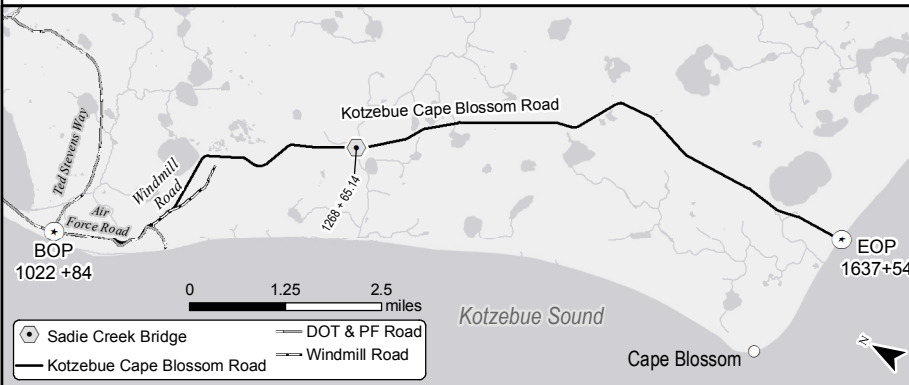 Kotzebue Cape Blossom Road
Ted Stevens Way
Windmill
Road
Air
Force Road
1268 + 65.14
BOP
1022 +84
EOP
1637+54
0 1.25 2.5
miles
Kotzebue Sound
Cape Blossom
N
Sadie Creek Bridge
DOT & PF Road
Kotzebue Cape Blossom Road
Windmill Road